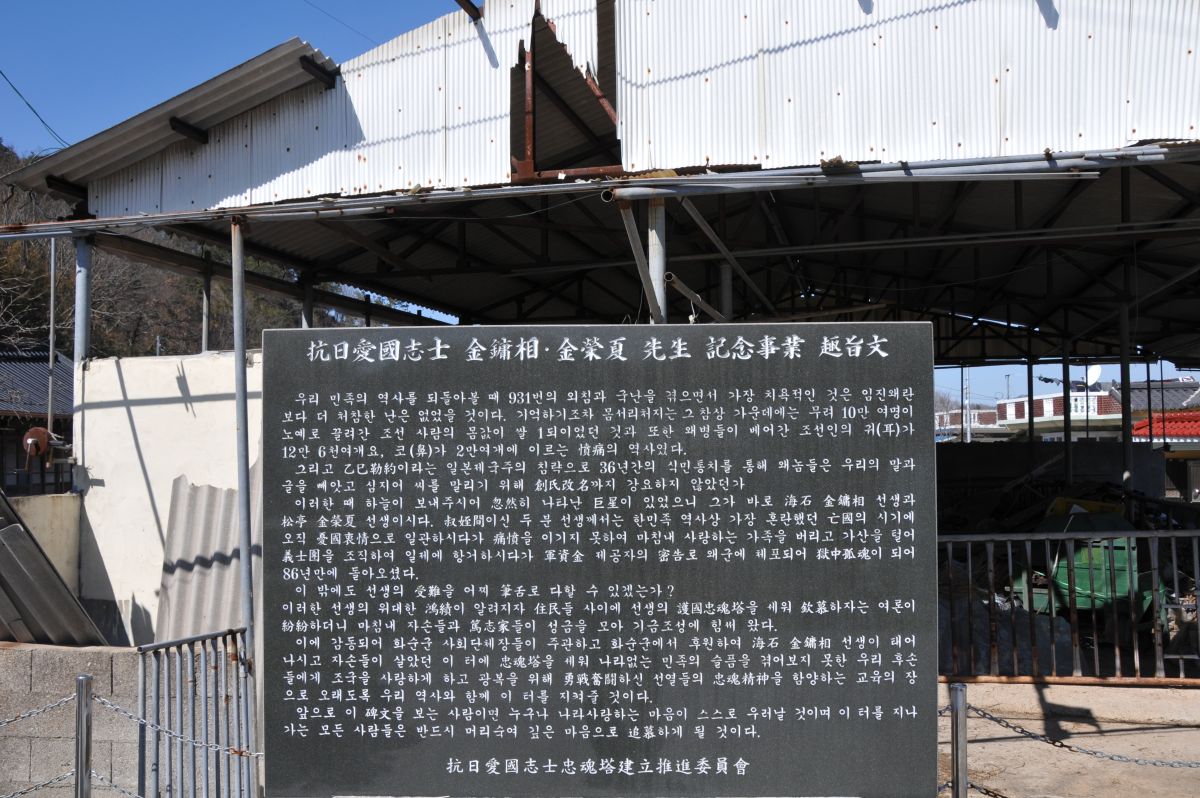 抗日愛國志士 金鏞相·金榮夏 先生 記念事業 趣旨文
우리 민족의 역사를 되돌아볼 때 931번의 외침과 국난을 겪으면서 가장 치욕적인 것은 임진왜란
보다 더 처참한 난은 없었을 것이다. 기억하기조차 몸서리쳐지는 그 참상 가운데에는 무려 10만 여명이
노예로 끌려간 조선 사람의 몸값이 쌀 1되이었던 것과 또한 왜병들이 베어간 조선인의 귀(耳)가
12만 6천여개요, 코(鼻)가 2만여개에 이르는 憤痛의 역사였다.
그리고 乙巳勒約이라는 일본제국주의 침략으로 36년간의 식민통치를 통해 왜놈들은 우리의 말과
글을 빼앗고 심지어 씨를 말리기 위해 創氏改名까지 강요하지 않았던가
이러한 때 하늘이 보내주시어 忽然히 나타난 巨星이 있었으니 그가 바로 海石 金鏞相 선생과
松亭 金榮夏 선생이시다. 叔姪間이신 두 분 선생께서는 한민족 역사상 가장 혼란했던 亡國의 시기에
오직 憂國衷情으로 일관하시다가 痛憤을 이기지 못하여 마침내 사랑하는 가족을 버리고 가산을 털어
義士團을 조직하여 일제에 항거하시다가 軍資金 제공자의 密告로 왜군에 체포되어 獄中孤魂이 되어
86년만에 돌아오셨다.
이 밖에도 선생의 受難을 어찌 筆舌로 다할 수 있겠는가?
이러한 선생의 위대한 鴻績이 알려지자 住民들 사이에 선생의 護國忠魂塔을 세워 欽慕하자는 여론이
紛紛하더니 마침내 자손들과 篤志家들이 성금을 모아 기금조성에 힘써 왔다.
이에 감동되어 화순군 사회단체장들이 주관하고 화순군에서 후원하여 海石 金鏞相 선생이 태어
나시고 자손들이 살았던 이 터에 忠魂塔을 세워 나라없는 민족의 슬픔을 겪어보지 못한 우리 후손
들에게 조국을 사랑하게 하고 광복을 위해 勇戰奮鬪하신 선열들의 忠魂精神을 함양하는 교육의 장
으로 오래도록 우리 역사와 함께 이 터를 지켜줄 것이다.
앞으로 이 碑文을 보는 사람이면 누구나 나라사랑하는 마음이 스스로 우러날 것이며 이 터를 지나
가는 모든 사람들은 반드시 머리숙여 깊은 마음으로 追慕하게 될 것이다.
抗日愛國志士忠魂塔建立推進委員會